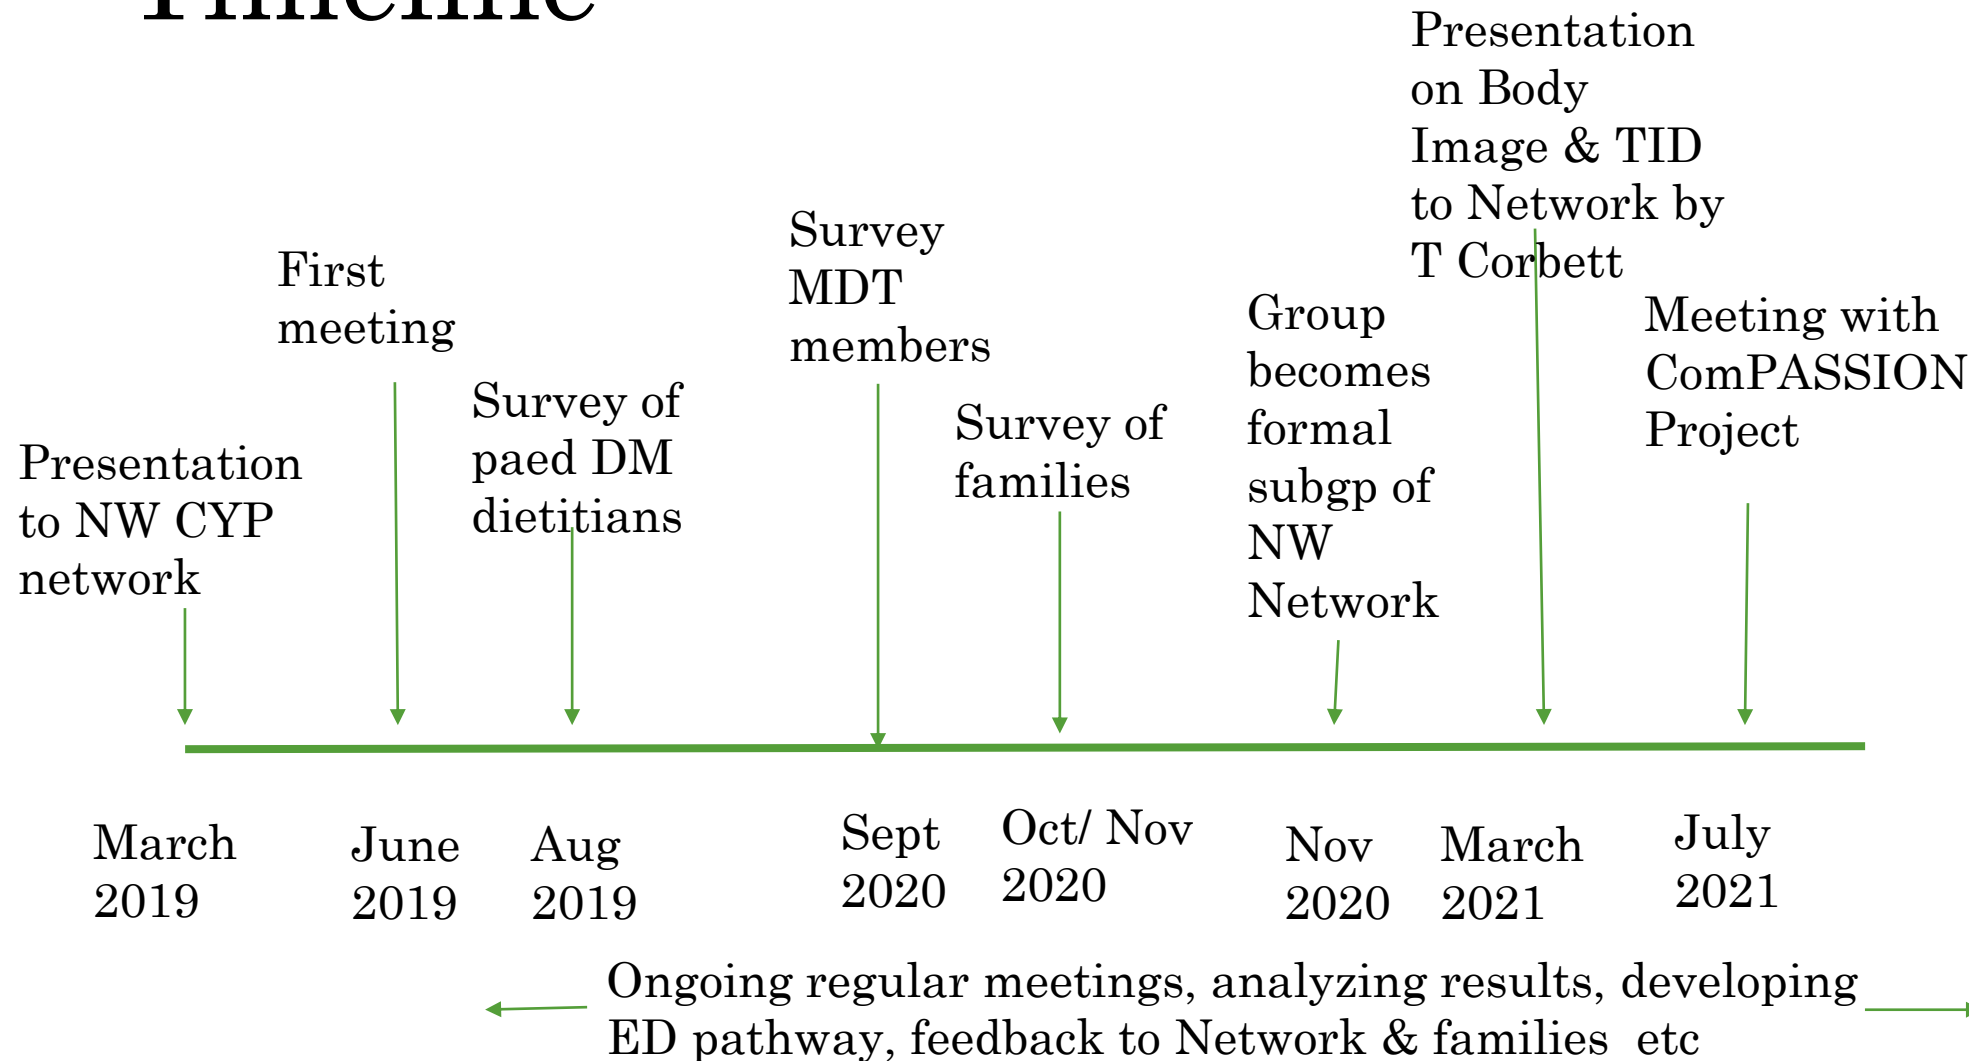 Timeline
Presentation
to NW CYP
network
First
meeting
Survey of
paed DM
dietitians
Survey
MDT
members
Survey of
families
Group
becomes
formal
subgp of
NW
Network
Presentation
on Body
Image & TID
to Network by
T Corbett
Meeting with
ComPASSION
Project
March
2019
June
2019
Aug
2019
Sept
2020
Oct/ Nov
2020
Nov
2020
March
2021
July
2021
Ongoing regular meetings, analyzing results, developing
ED pathway, feedback to Network & families etc